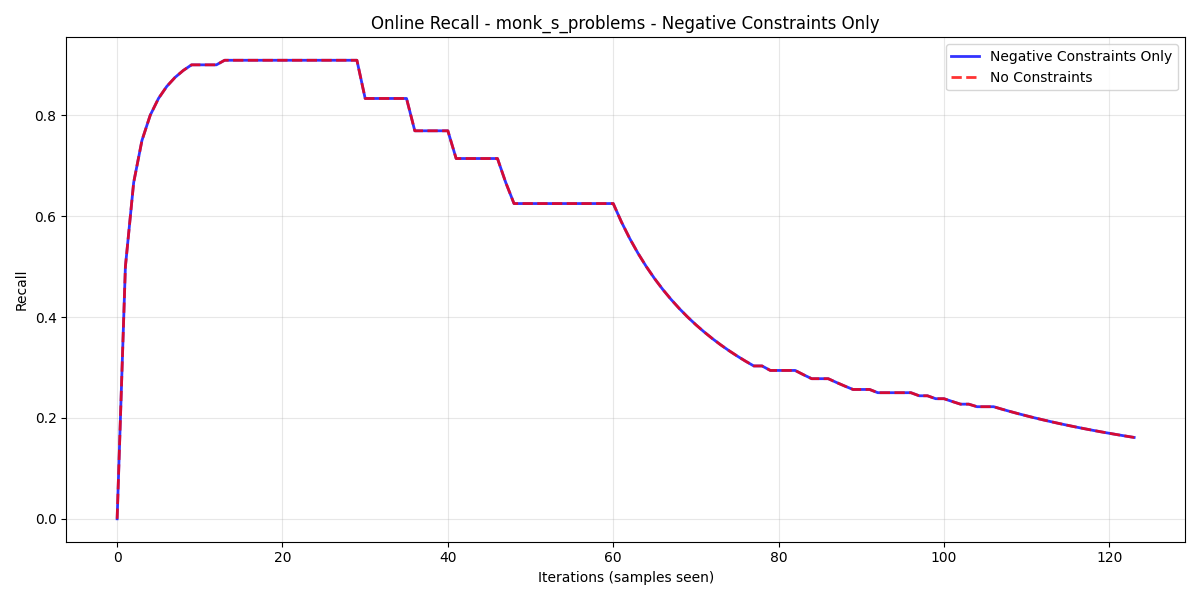 Online Recall - monk_s_problems - Negative Constraints Only
Negative Constraints Only
No Constraints
Recall
0.8
0.6
0.4
0.2
0.0
0 20 40 60 80 100 120
Iterations (samples seen)